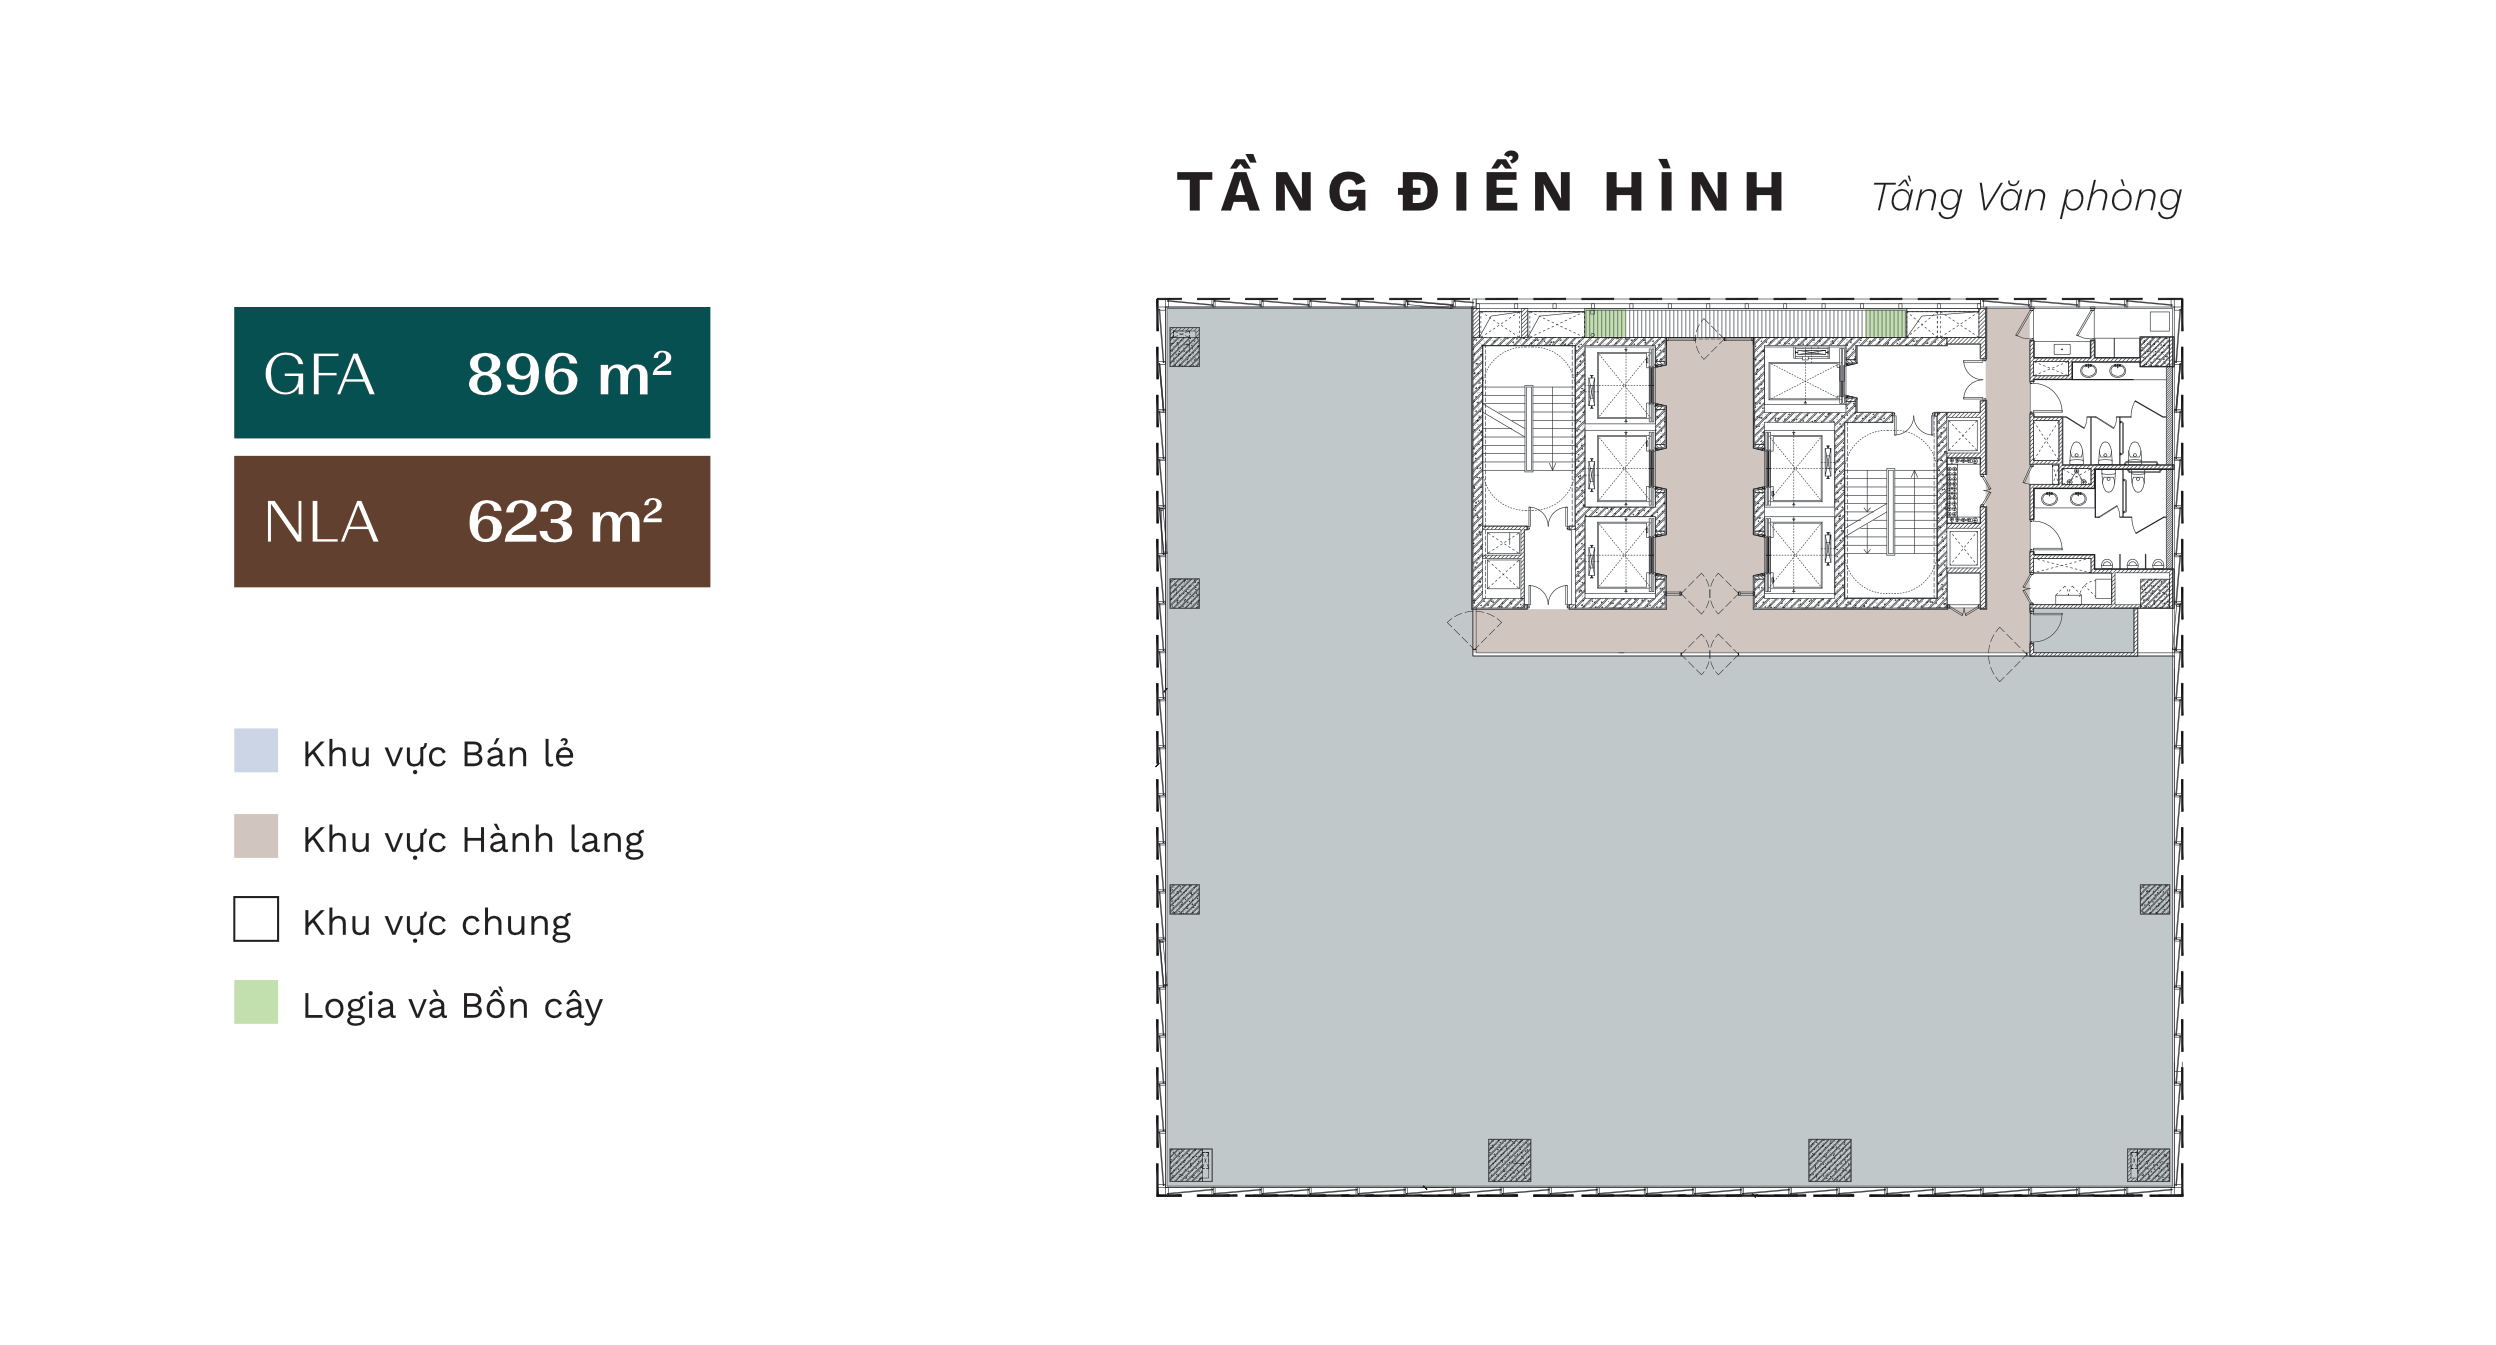 TẦNG ĐIỂN HÌNH Tầng Văn phòng
GFA 896 m²
NLA 623 m²
Khu vực Bán lẻ
Khu vực Hành lang
Khu vực chung
Logia và Bồn cây